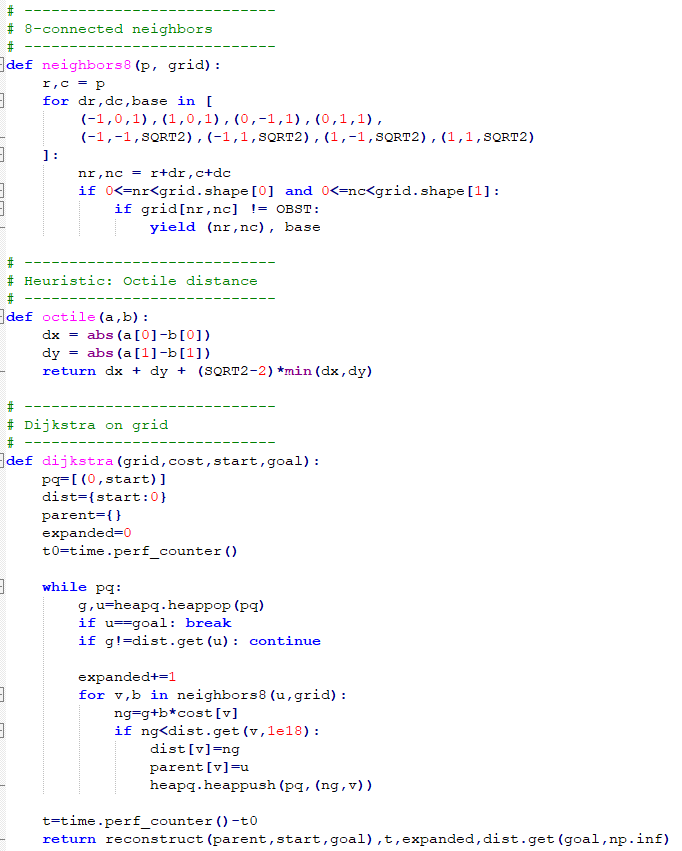 # ----------------------------
# 8-connected neighbors
# ----------------------------
def neighbors8(p, grid):
    r,c = p
    for dr,dc,base in [
        (-1,0,1),(1,0,1),(0,-1,1),(0,1,1),
        (-1,-1,SQRT2),(-1,1,SQRT2),(1,-1,SQRT2),(1,1,SQRT2)
    ]:
        nr,nc = r+dr,c+dc
        if 0<=nr<grid.shape[0] and 0<=nc<grid.shape[1]:
            if grid[nr,nc] != OBST:
                yield (nr,nc), base

# ----------------------------
# Heuristic: Octile distance
# ----------------------------
def octile(a,b):
    dx = abs(a[0]-b[0])
    dy = abs(a[1]-b[1])
    return dx + dy + (SQRT2-2)*min(dx,dy)

# ----------------------------
# Dijkstra on grid
# ----------------------------
def dijkstra(grid,cost,start,goal):
    pq=[(0,start)]
    dist={start:0}
    parent={}
    expanded=0
    t0=time.perf_counter()

    while pq:
        g,u=heapq.heappop(pq)
        if u==goal: break
        if g!=dist.get(u): continue

        expanded+=1
        for v,b in neighbors8(u,grid):
            ng=g+b*cost[v]
            if ng<dist.get(v,1e18):
                dist[v]=ng
                parent[v]=u
                heapq.heappush(pq,(ng,v))

    t=time.perf_counter()-t0
    return reconstruct(parent,start,goal),t,expanded,dist.get(goal,np.inf)